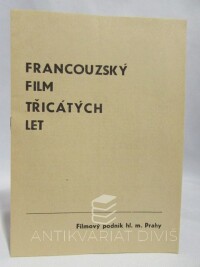 FRANCOUZSKÝ
FILM
TŘICÁTÝCH
LET
ANTIKVARIÁT DIVIŠ
Filmový podnik hl. m. Prahy